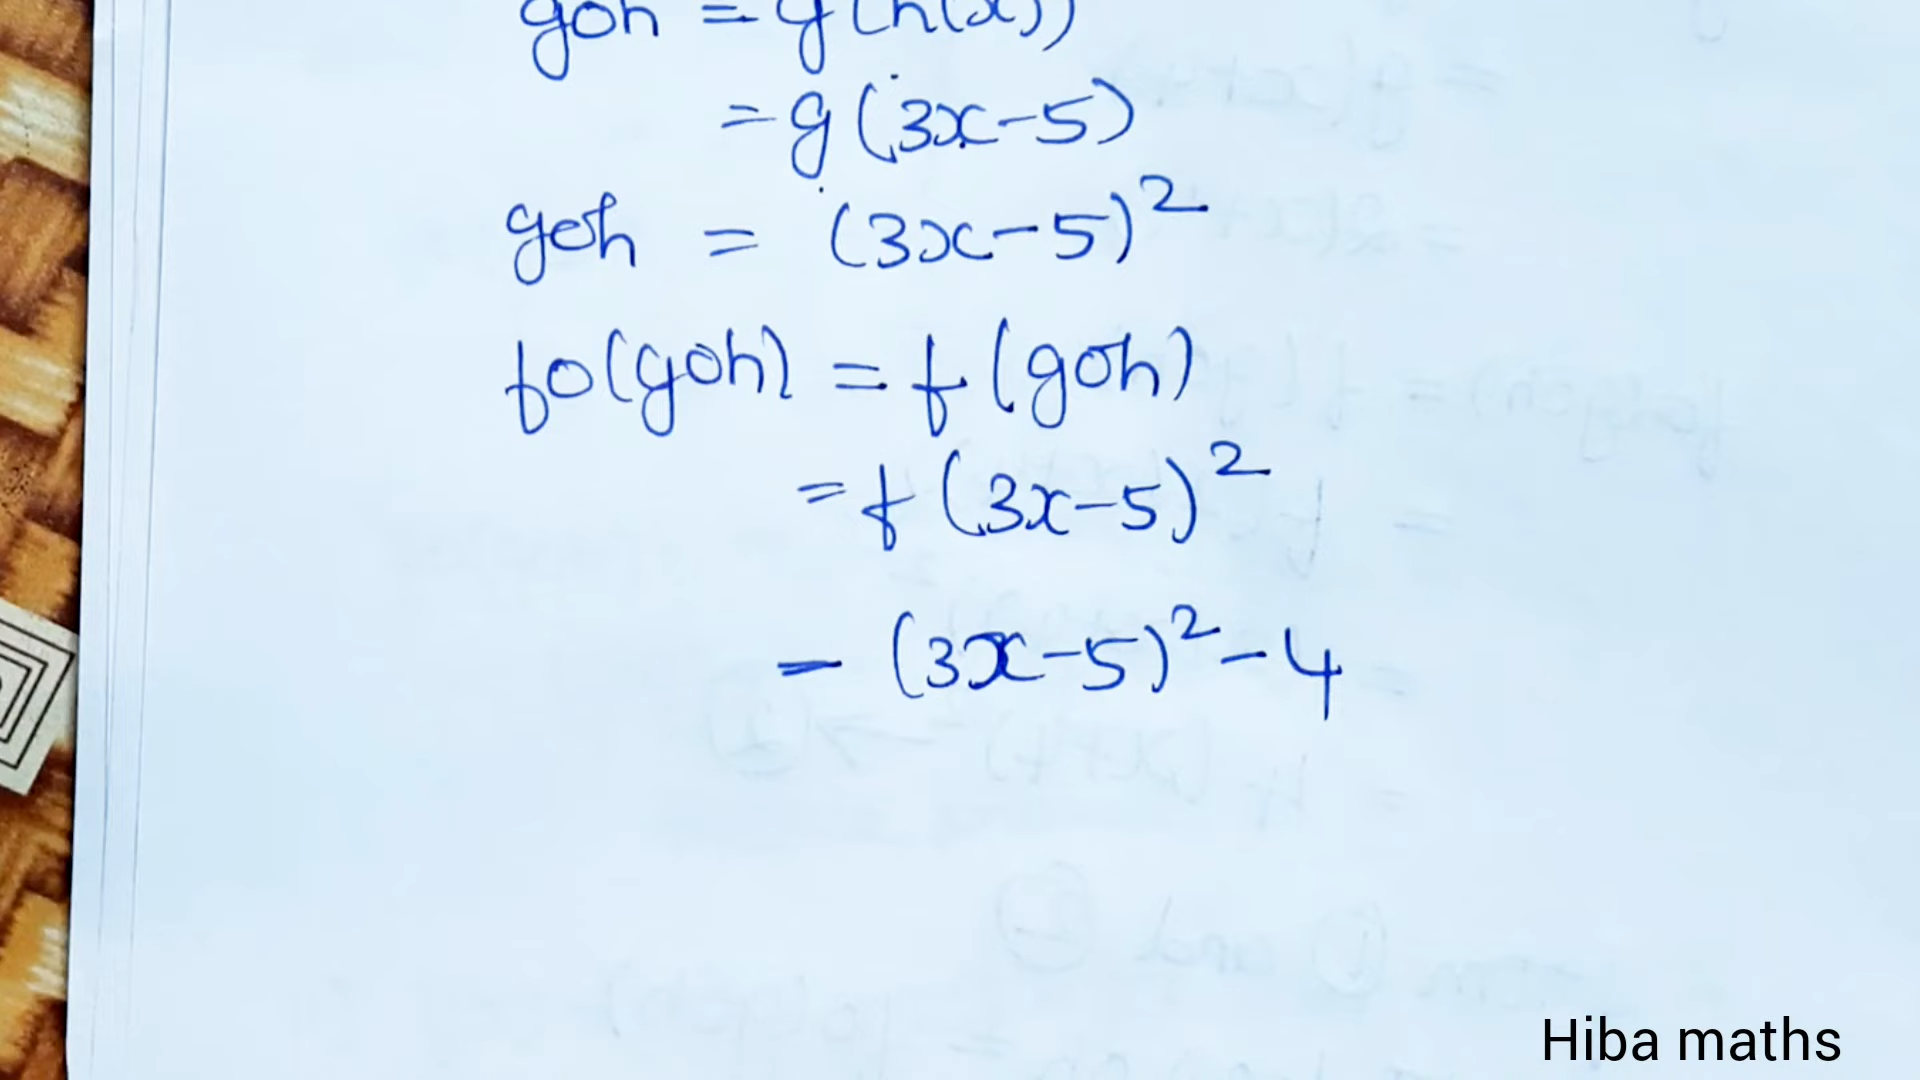 goh = g(h(x))
= g(3x-5)
goh = (3x-5)²
fo(goh) = f(goh)
= f(3x-5)²
= (3x-5)²-4
Hiba maths